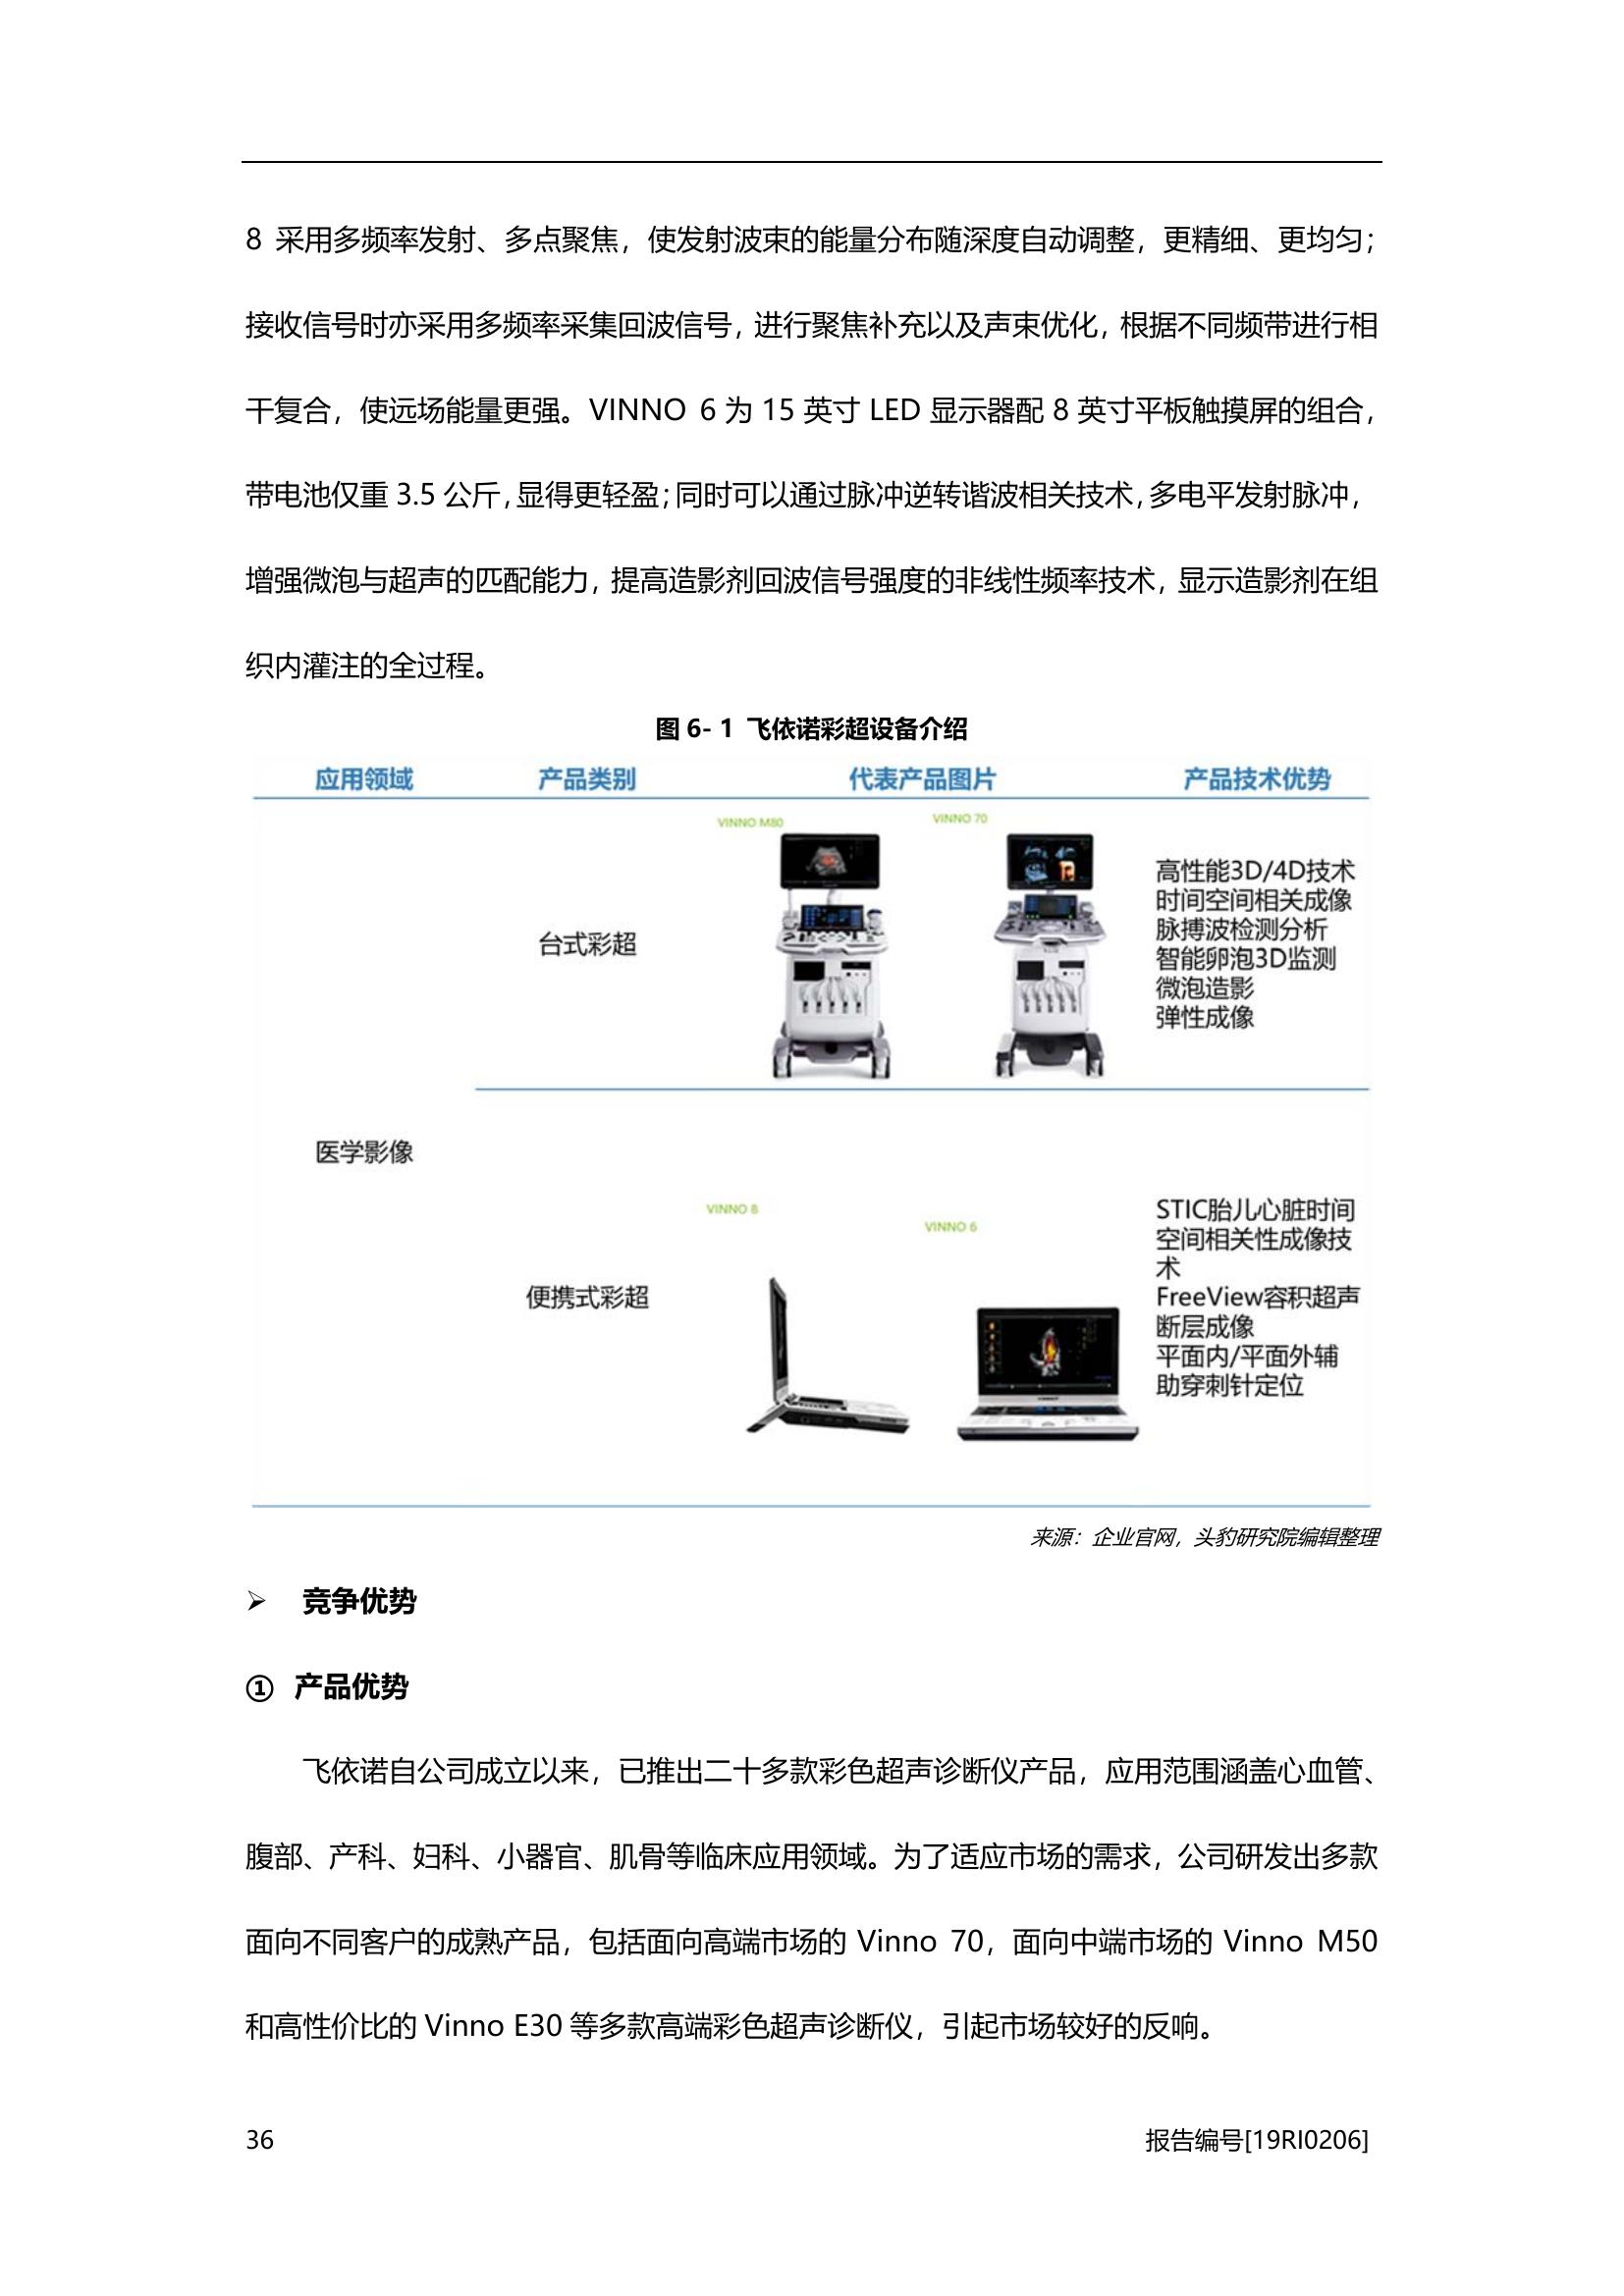 8 采用多频率发射、多点聚焦，使发射波束的能量分布随深度自动调整，更精细、更均匀；
接收信号时亦采用多频率采集回波信号，进行聚焦补充以及声束优化，根据不同频带进行相
干复合，使远场能量更强。VINNO 6 为 15 英寸 LED 显示器配 8 英寸平板触摸屏的组合，
带电池仅重 3.5 公斤，显得更轻盈；同时可以通过脉冲逆转谐波相关技术，多电平发射脉冲，
增强微泡与超声的匹配能力，提高造影剂回波信号强度的非线性频率技术，显示造影剂在组
织内灌注的全过程。
图 6- 1 飞依诺彩超设备介绍
应用领域 产品类别 代表产品图片 产品技术优势
VINNO M80 VINNO 70
台式彩超
高性能3D/4D技术
时间空间相关成像
脉搏波检测分析
智能卵泡3D监测
微泡造影
弹性成像
医学影像
VINNO 8
VINNO 6
便携式彩超
STIC胎儿心脏时间
空间相关性成像技
术
FreeView容积超声
断层成像
平面内/平面外辅
助穿刺针定位
来源：企业官网，头豹研究院编辑整理
➢ 竞争优势
① 产品优势
飞依诺自公司成立以来，已推出二十多款彩色超声诊断仪产品，应用范围涵盖心血管、
腹部、产科、妇科、小器官、肌骨等临床应用领域。为了适应市场的需求，公司研发出多款
面向不同客户的成熟产品，包括面向高端市场的 Vinno 70，面向中端市场的 Vinno M50
和高性价比的 Vinno E30 等多款高端彩色超声诊断仪，引起市场较好的反响。
36 报告编号[19RI0206]